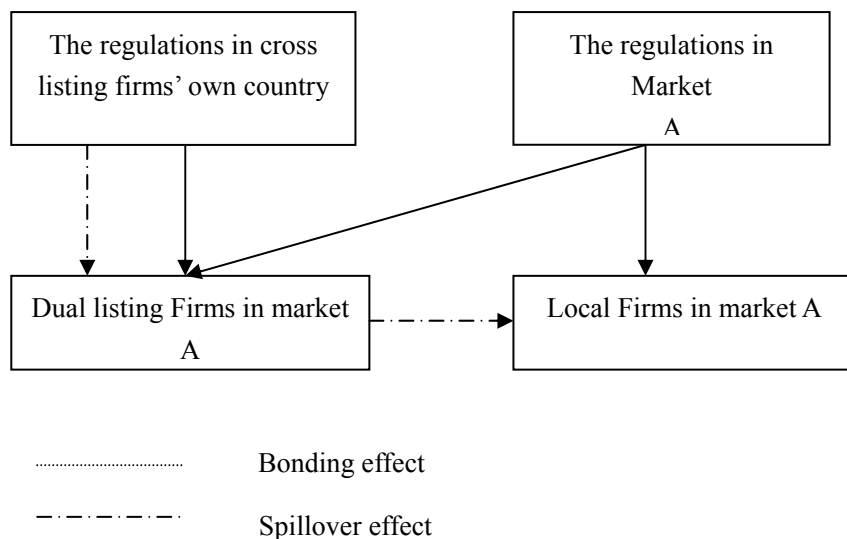 The regulations in cross
listing firms’ own country
The regulations in
Market
A
Dual listing Firms in market
A
Local Firms in market A
Bonding effect
Spillover effect